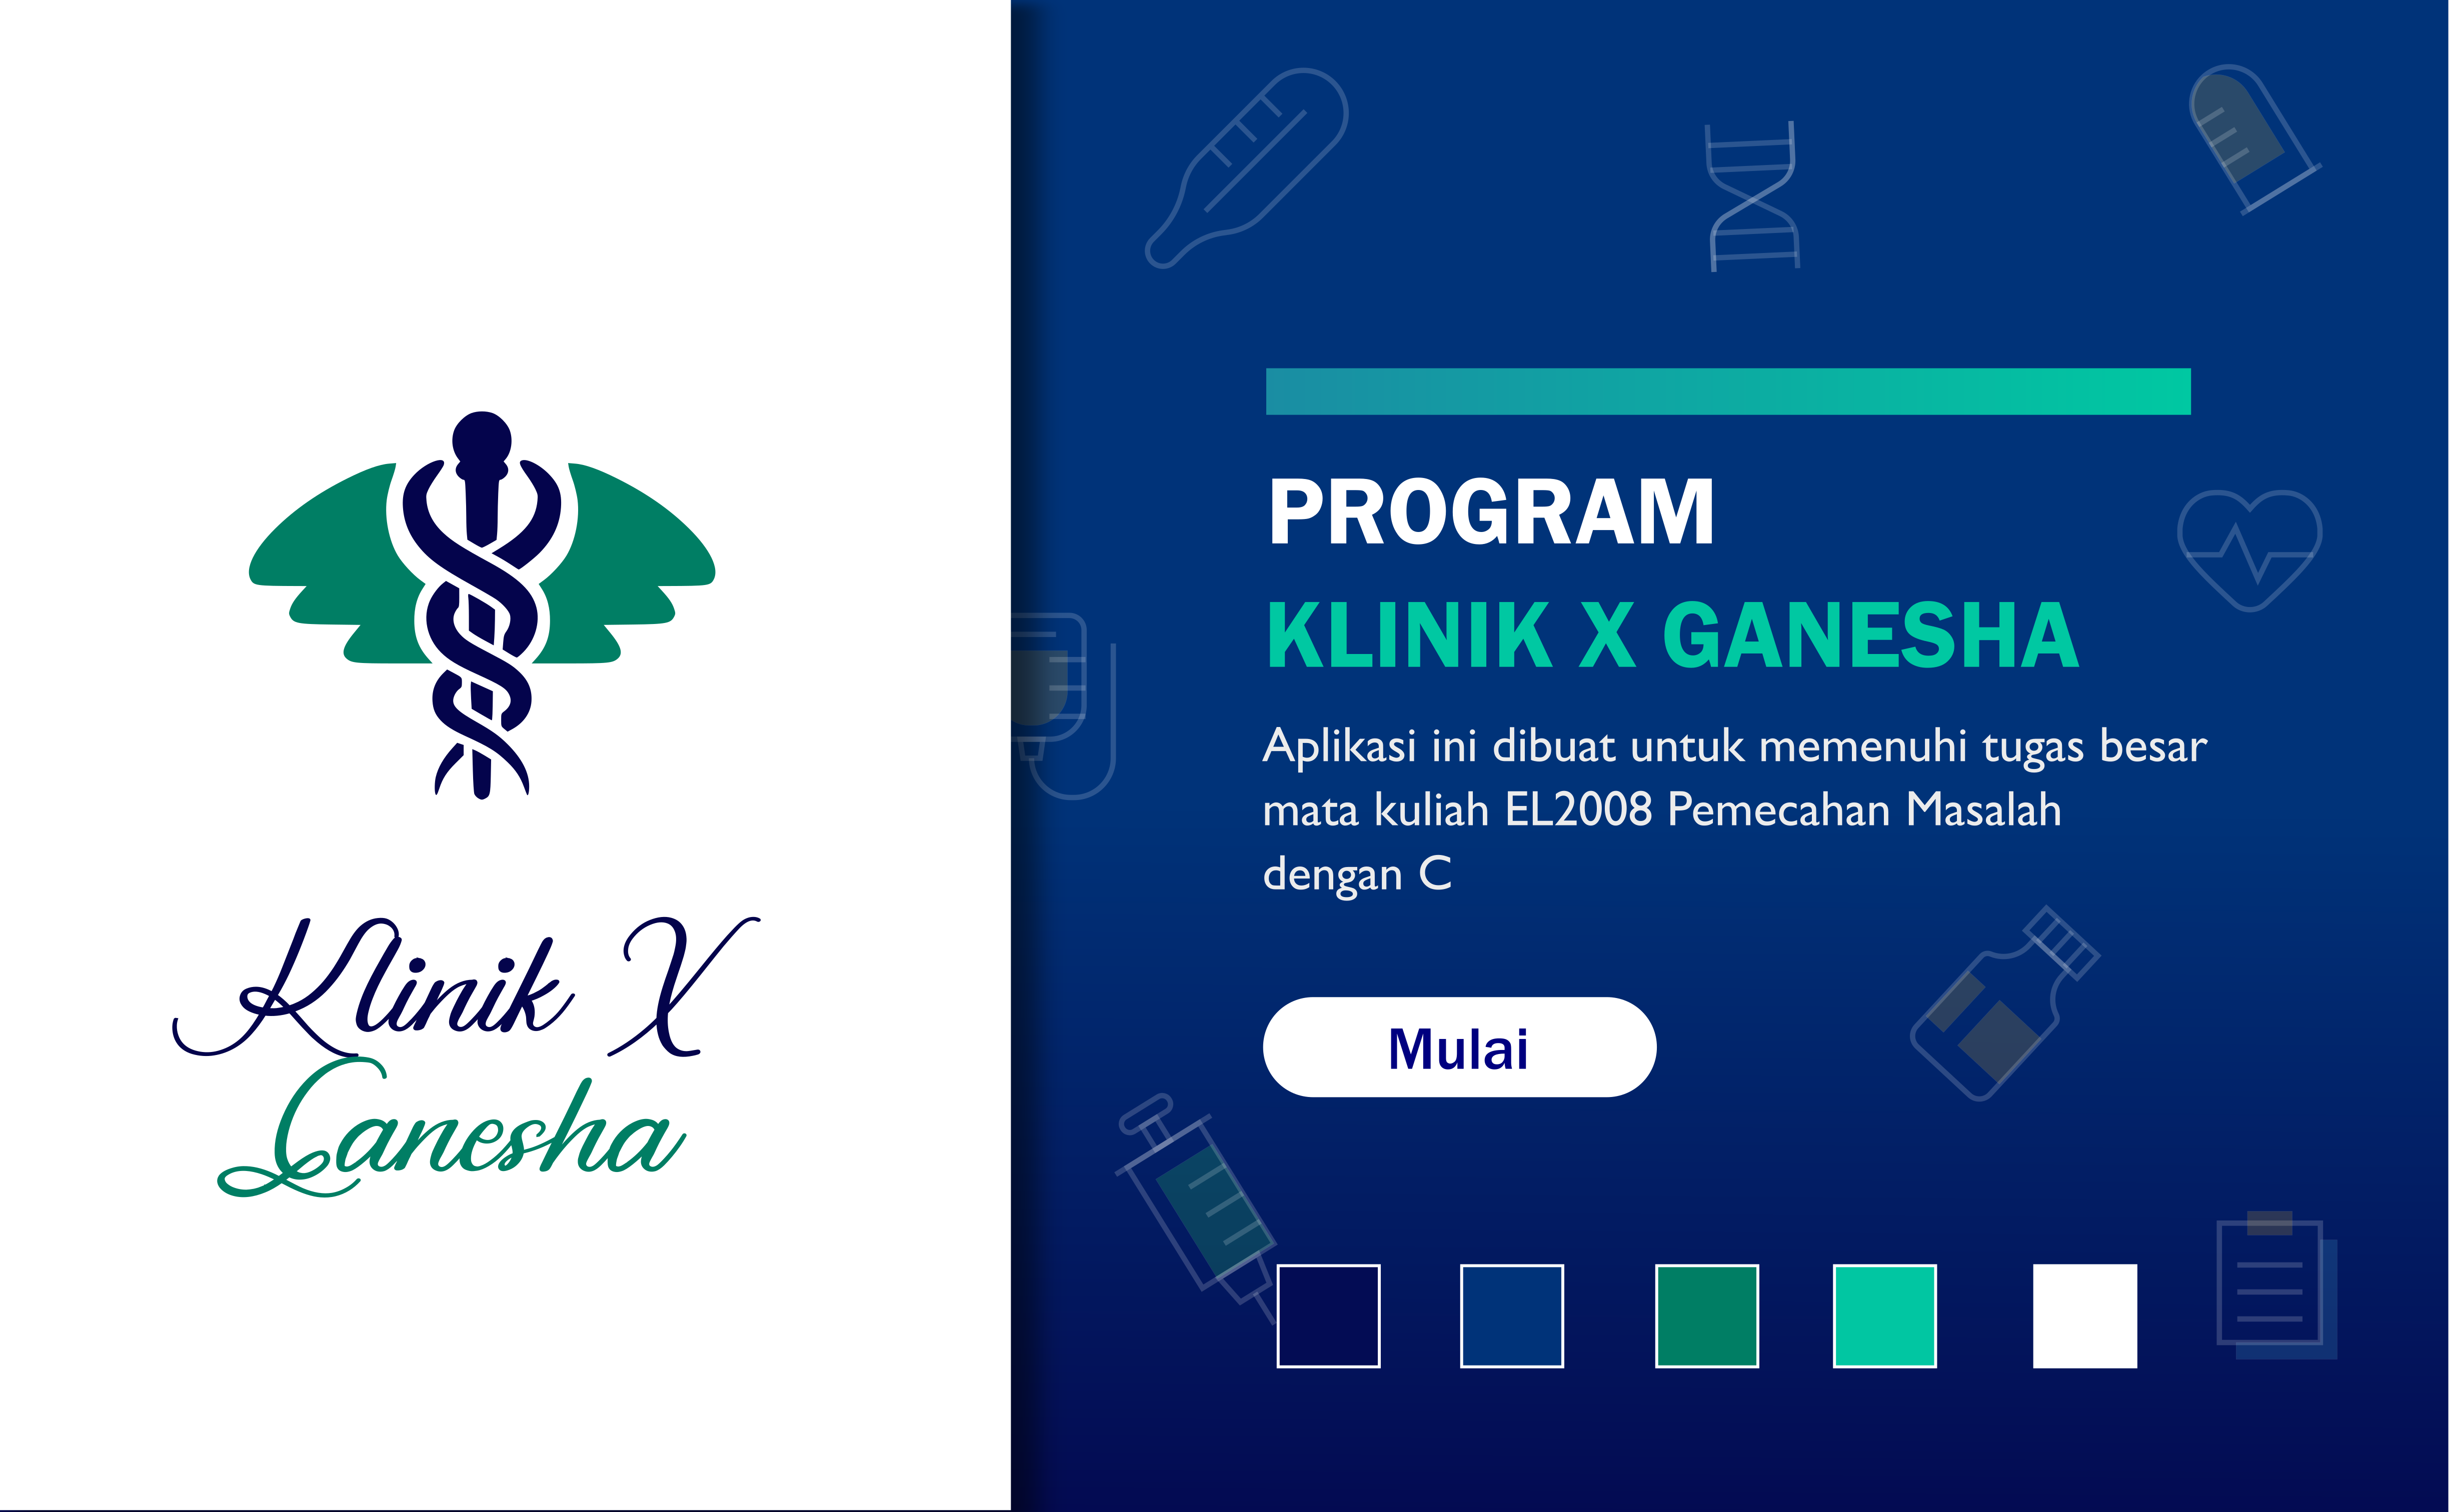 Klinik X
Ganesha
PROGRAM
KLINIK X GANESHA
Aplikasi ini dibuat untuk memenuhi tugas besar
mata kuliah EL2008 Pemecahan Masalah
dengan C
Mulai